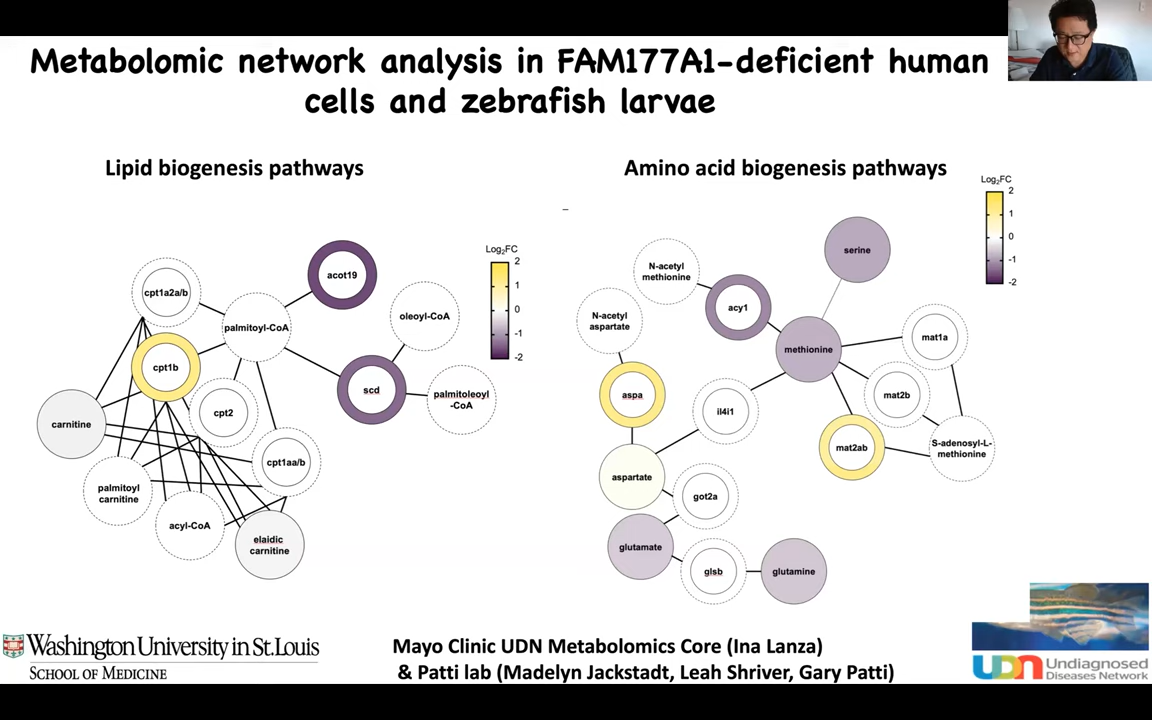 Metabolomic network analysis in FAM177A1-deficient human
cells and zebrafish larvae
Lipid biogenesis pathways
Log2FC
2
1
0
-1
-2
acot19
cpt1a2a/b
palmitoyl-CoA
oleoyl-CoA
cpt1b
scd
palmitoleoyl
-CoA
cpt2
carnitine
cpt1aa/b
palmitoyl
carnitine
acyl-CoA
elaidic
carnitine
Amino acid biogenesis pathways
Log2FC
2
1
0
-1
-2
serine
N-acetyl
methionine
acy1
N-acetyl
aspartate
methionine
mat1a
aspa
il4i1
mat2b
mat2ab
S-adenosyl-L-
methionine
aspartate
got2a
glutamate
glsb
glutamine
Washington University in St. Louis
SCHOOL OF MEDICINE
Mayo Clinic UDN Metabolomics Core (Ina Lanza)
& Patti lab (Madelyn Jackstadt, Leah Shriver, Gary Patti)
UDN Undiagnosed
Diseases Network